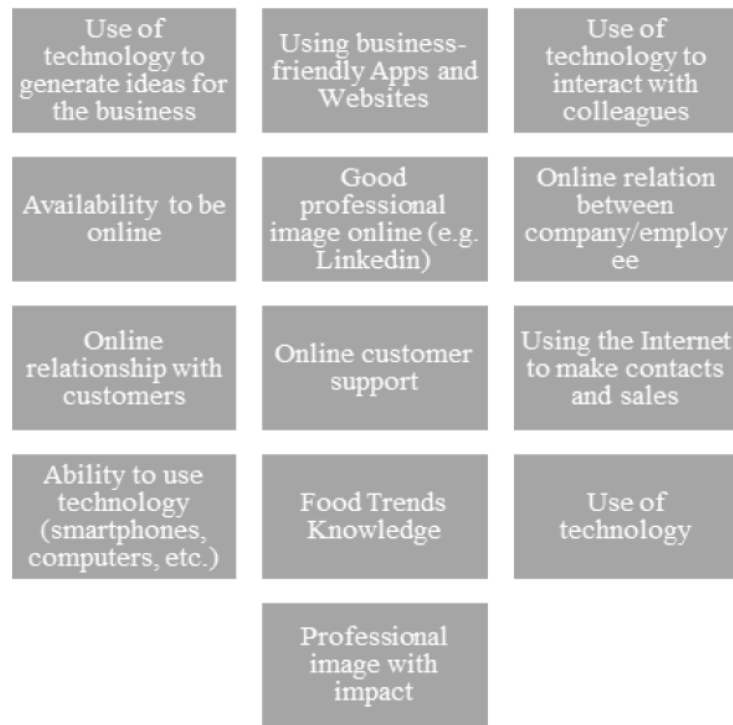 Use of
technology to
generate ideas for
the business
Using business-
friendly Apps and
Websites
Use of
technology to
interact with
colleagues
Availability to be
online
Good
professional
image online (e.g.
Linkedin)
Online relation
between
company/employ
ee
Online
relationship with
customers
Online customer
support
Using the Internet
to make contacts
and sales
Ability to use
technology
(smartphones,
computers, etc.)
Food Trends
Knowledge
Use of
technology
Professional
image with
impact